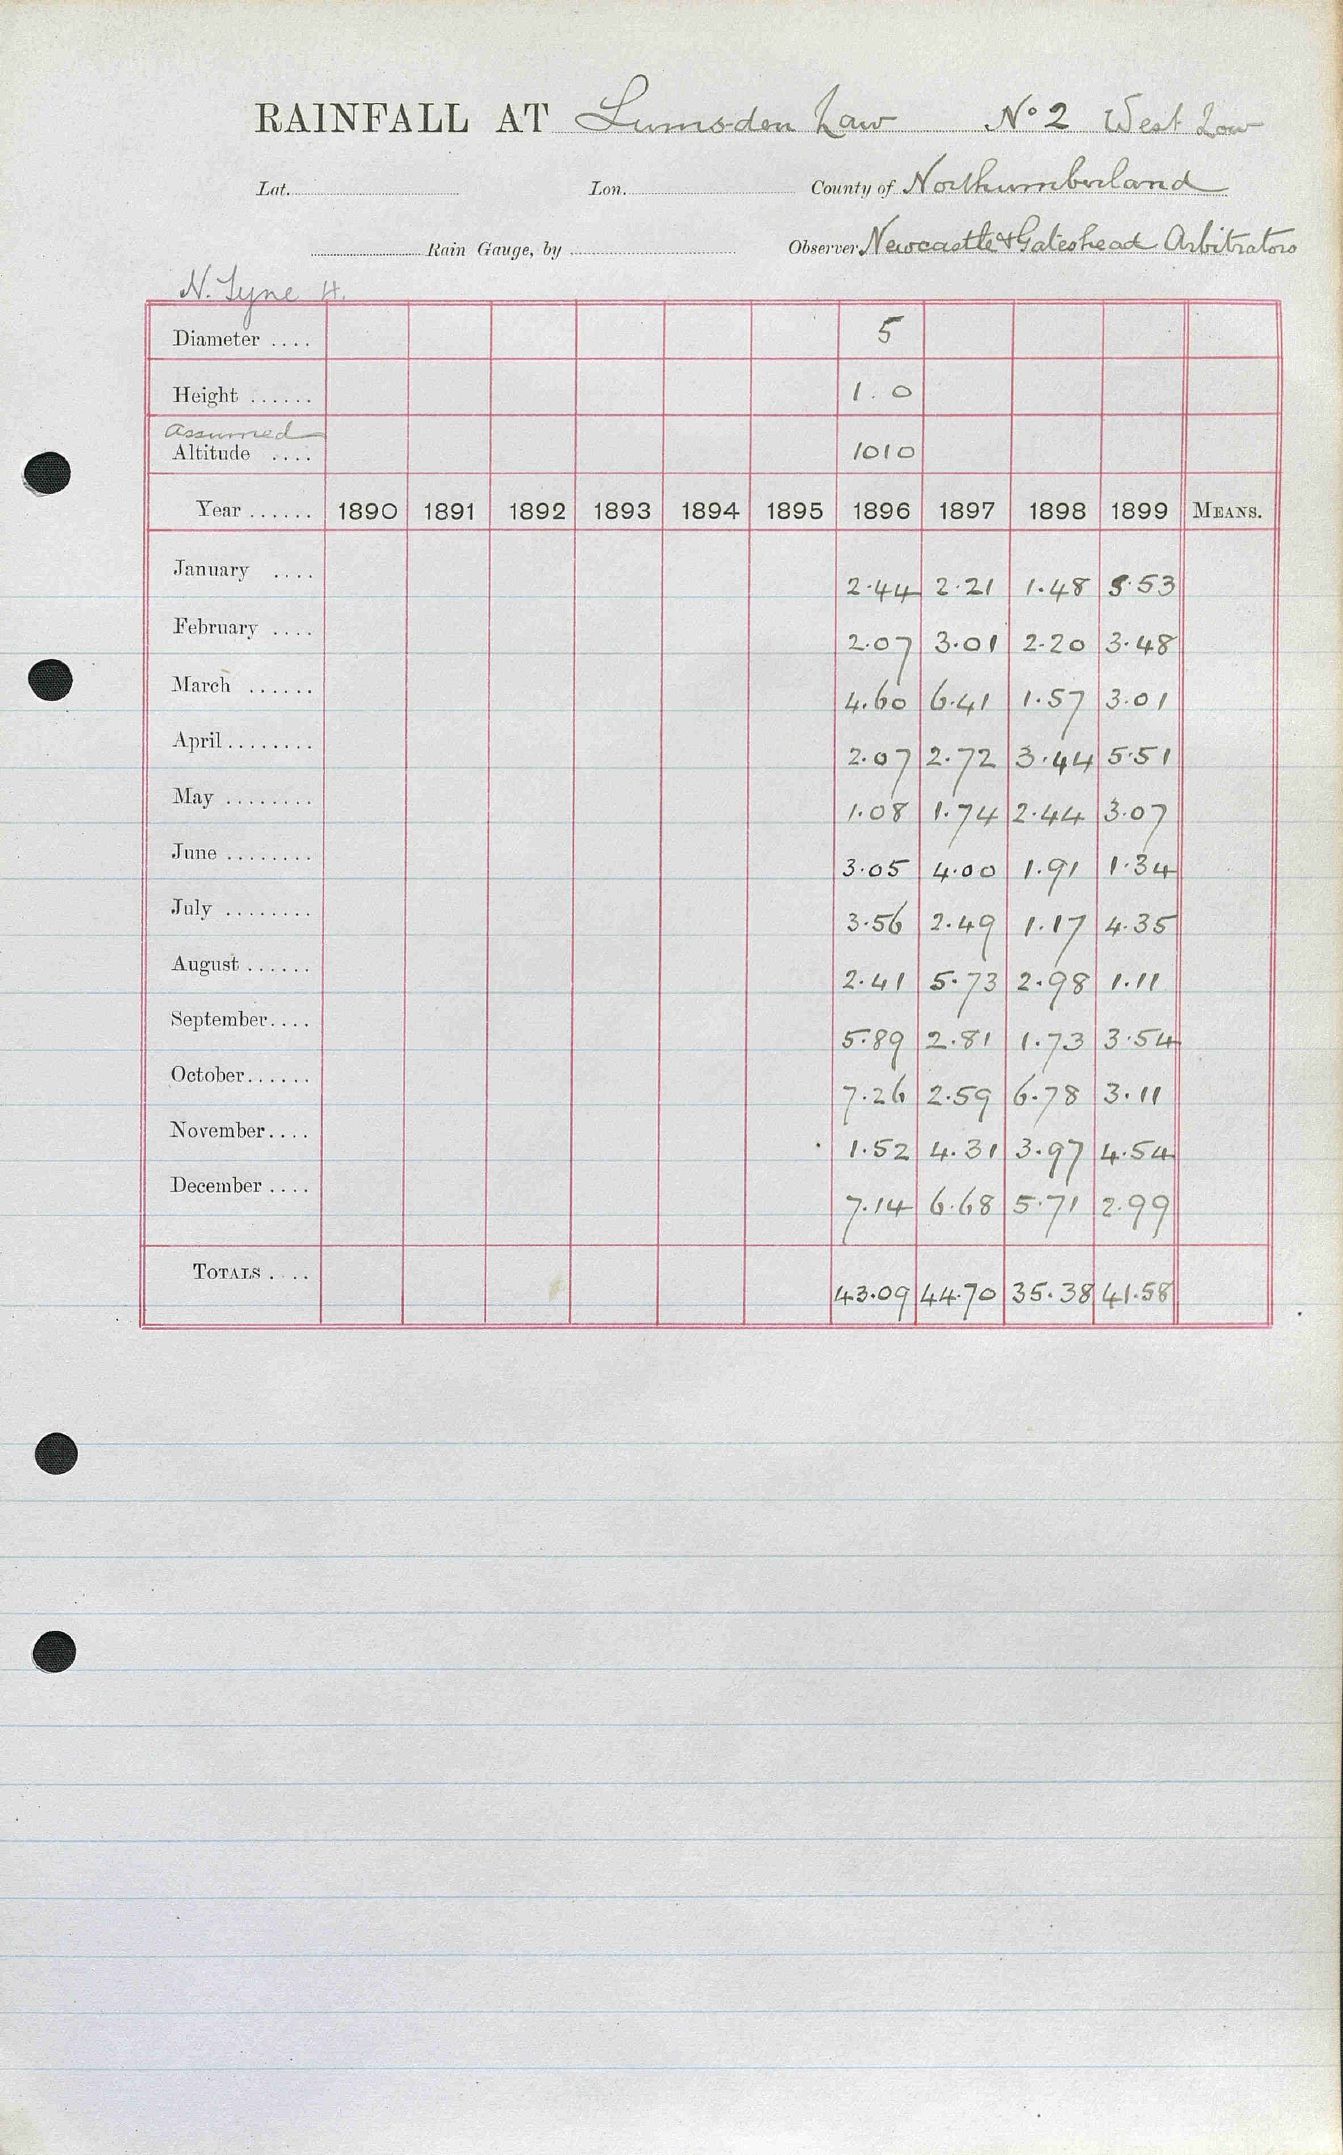 RAINFALL AT Lumsden Law No 2 West Low
Lat. Lon. County of Northumberland
Rain Gauge, by Observer Newcastle & Gateshead Arbitrators
N. Tyne H.
Diameter .... 5
Height ...... 1.0
Assumed
Altitude .... 1010
Year ...... 1890 1891 1892 1893 1894 1895 1896 1897 1898 1899 MEANS.
January .... 2.44 2.21 1.48 5.53
February .... 2.07 3.01 2.20 3.48
March ...... 4.60 6.41 1.57 3.01
April ........ 2.07 2.72 3.44 5.51
May ........ 1.08 1.74 2.44 3.07
June ........ 3.05 4.00 1.91 1.34
July ........ 3.56 2.49 1.17 4.35
August ...... 2.41 5.73 2.98 1.11
September.... 5.89 2.81 1.73 3.54
October...... 7.26 2.59 6.78 3.11
November.... 1.52 4.31 3.97 4.54
December .... 7.14 6.68 5.71 2.99
TOTALS .... 43.09 44.70 35.38 41.58